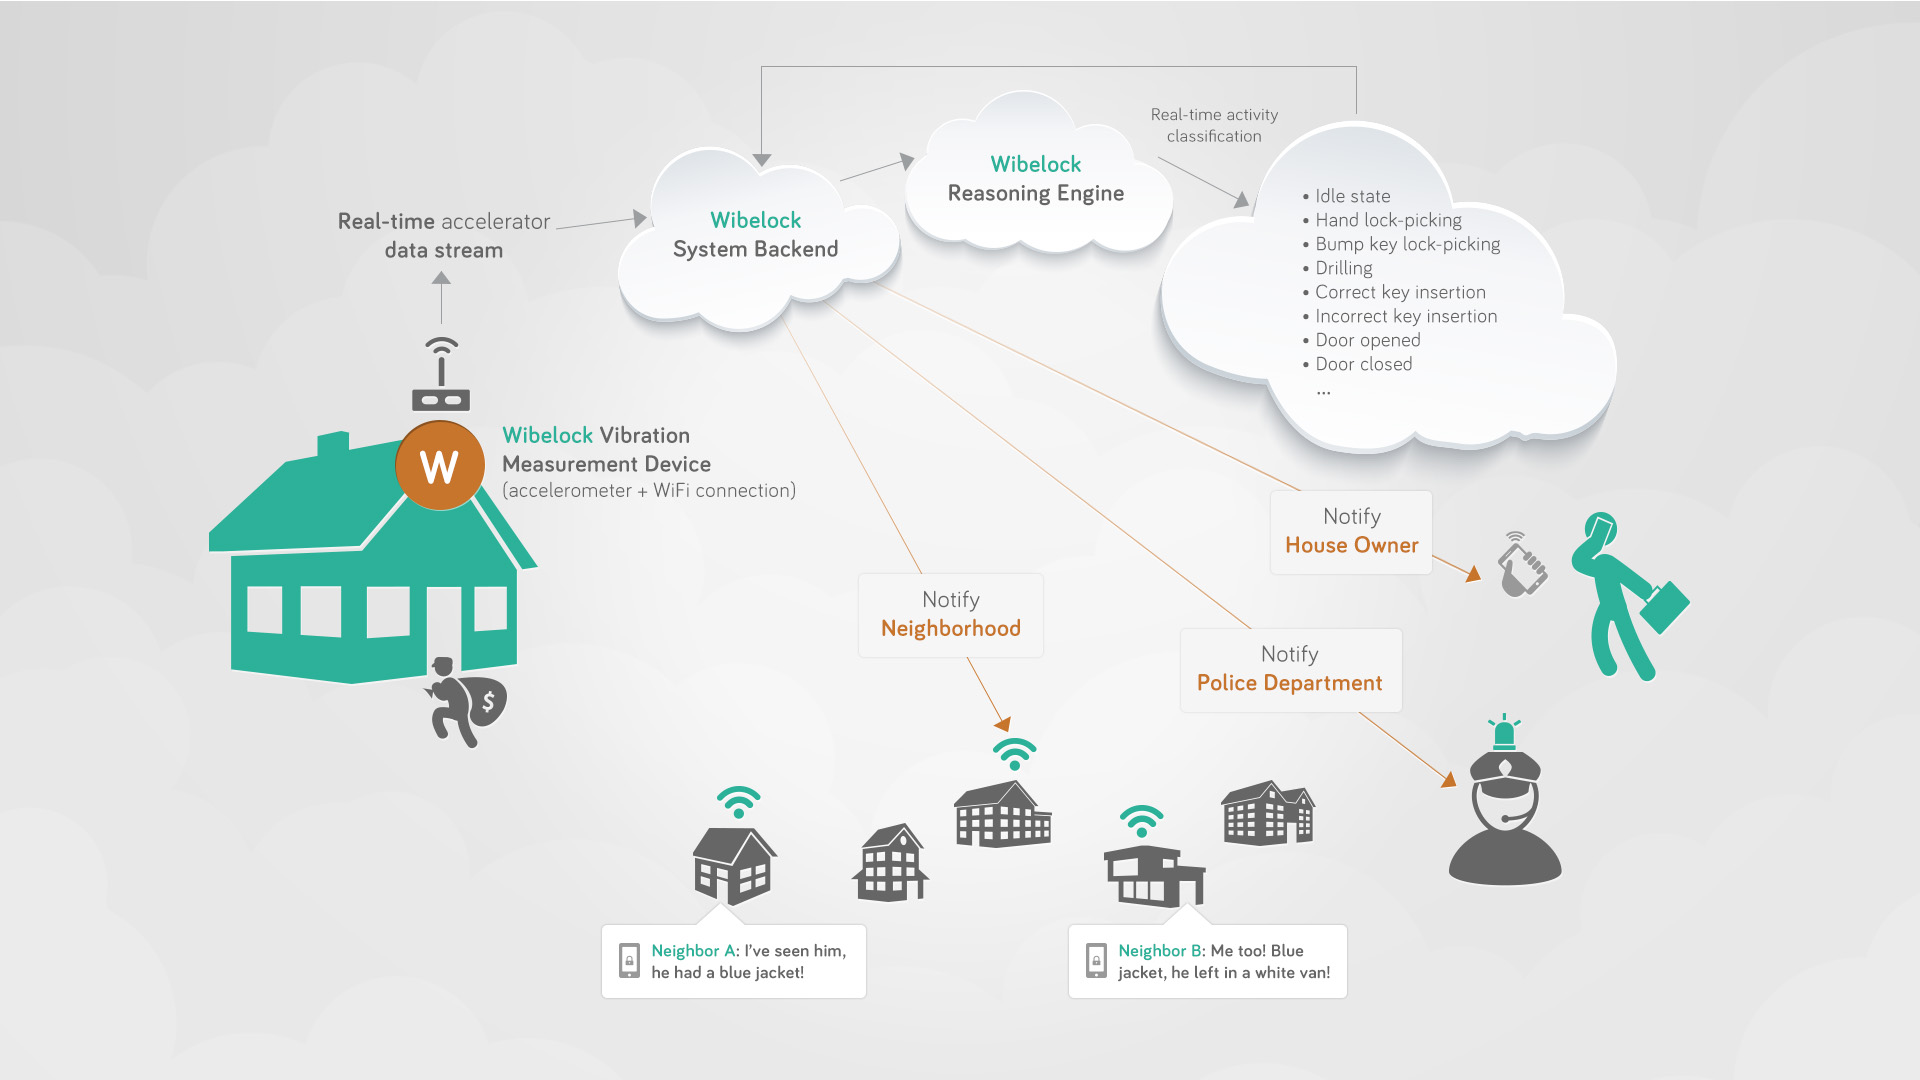 Real-time activity
classification
Wibelock
Reasoning Engine
Wibelock
System Backend
Real-time accelerator
data stream
• Idle state
• Hand lock-picking
• Bump key lock-picking
• Drilling
• Correct key insertion
• Incorrect key insertion
• Door opened
• Door closed
...
W
Wibelock Vibration
Measurement Device
(accelerometer + WiFi connection)
$
Notify
House Owner
Notify
Neighborhood
Notify
Police Department
Neighbor A: I've seen him,
he had a blue jacket!
Neighbor B: Me too! Blue
jacket, he left in a white van!